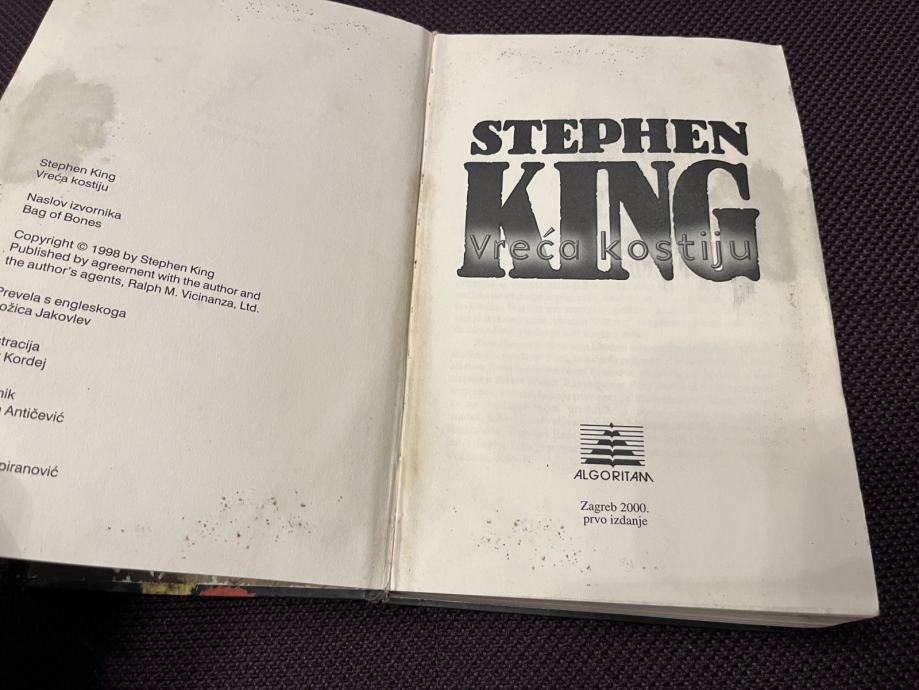 Stephen King
Vreća kostiju
Naslov izvornika
Bag of Bones
Copyright © 1998 by Stephen King
Published by agreement with the author and
the author's agents, Ralph M. Vicinanza, Ltd.
Prevela s engleskoga
ožica Jakovlev
stracija
Kordej
nik
Antičević
piranović
STEPHEN
KING
Vreća kostiju
ALGORITAM
Zagreb 2000.
prvo izdanje